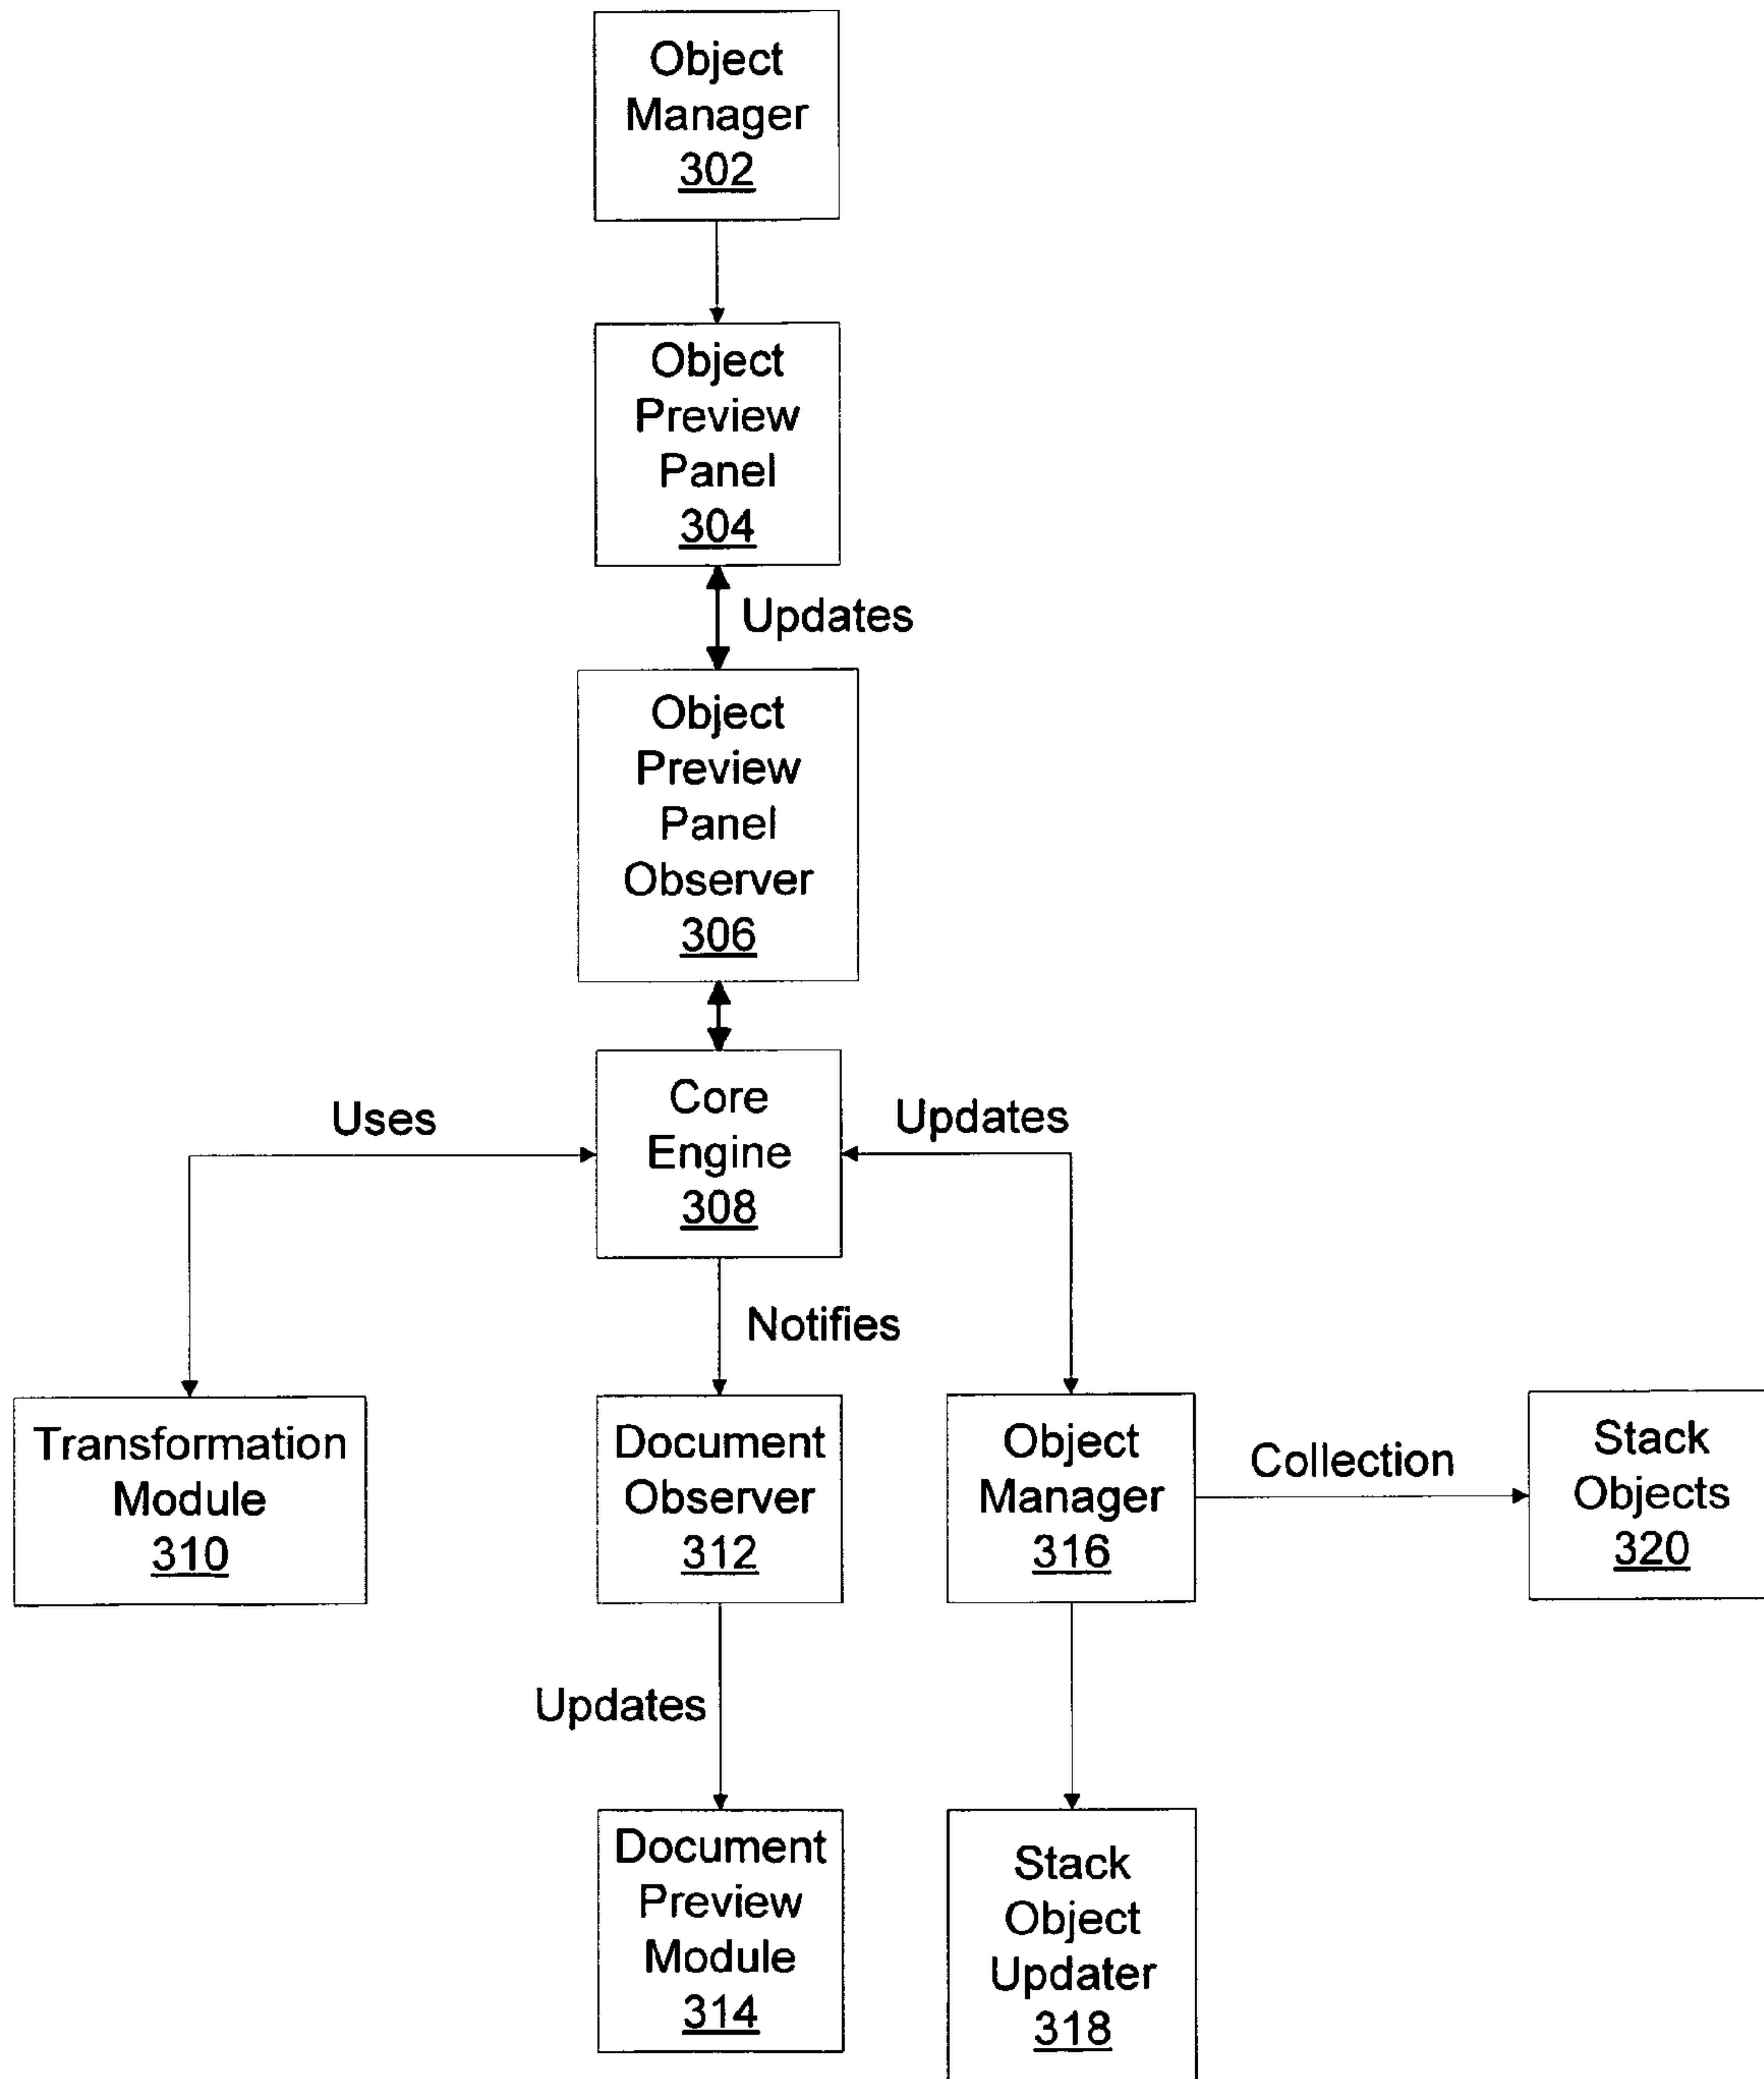 Object
Manager
302
Object
Preview
Panel
304
Updates
Object
Preview
Panel
Observer
306
Core
Engine
308
Uses
Updates
Notifies
Transformation
Module
310
Document
Observer
312
Object
Manager
316
Collection
Stack
Objects
320
Updates
Document
Preview
Module
314
Stack
Object
Updater
318